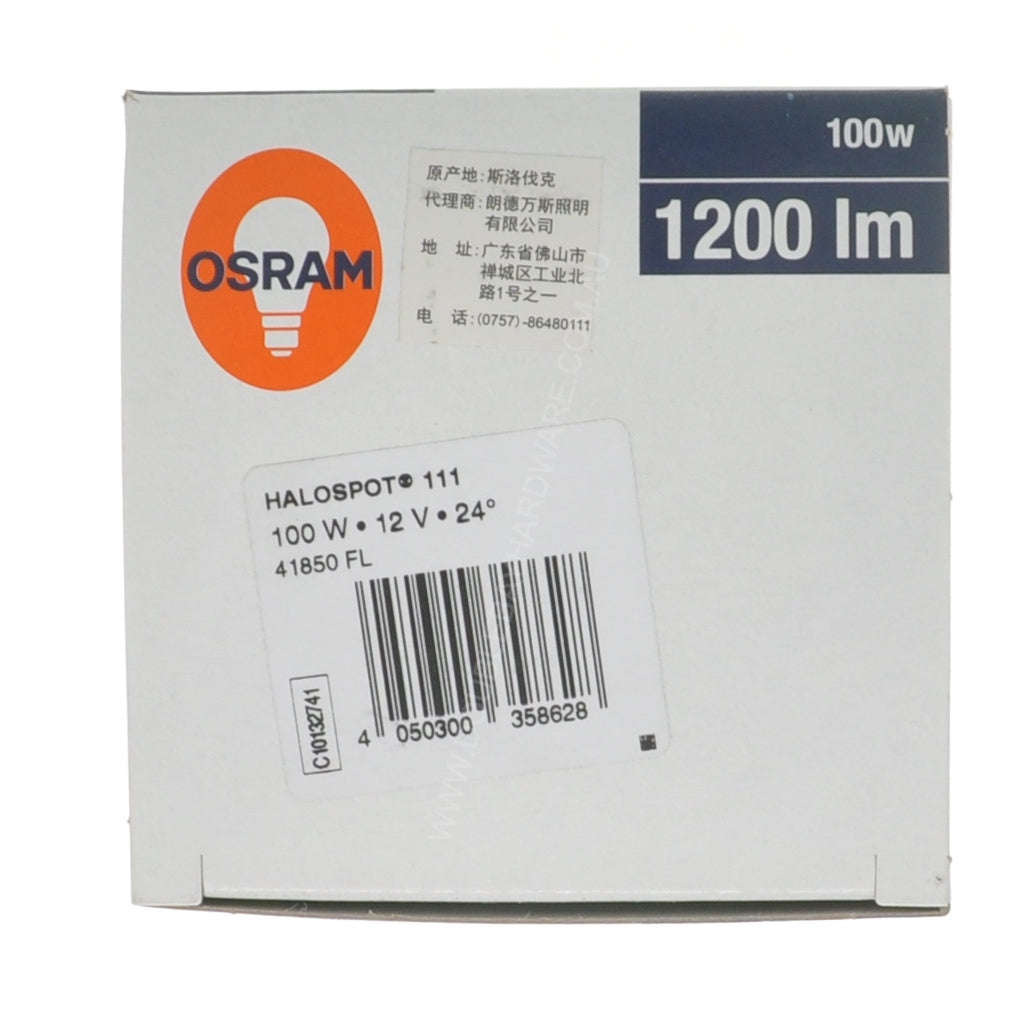 100W
1200 lm
OSRAM
原产地:斯洛伐克
代理商:朗德万斯照明
有限公司
地 址:广东省佛山市
禅城区工业北
路1号之一
电 话:(0757)-86480111
HALOSPOT® 111
100 W • 12 V • 24°
41850 FL
C10132741
4 050300 358628